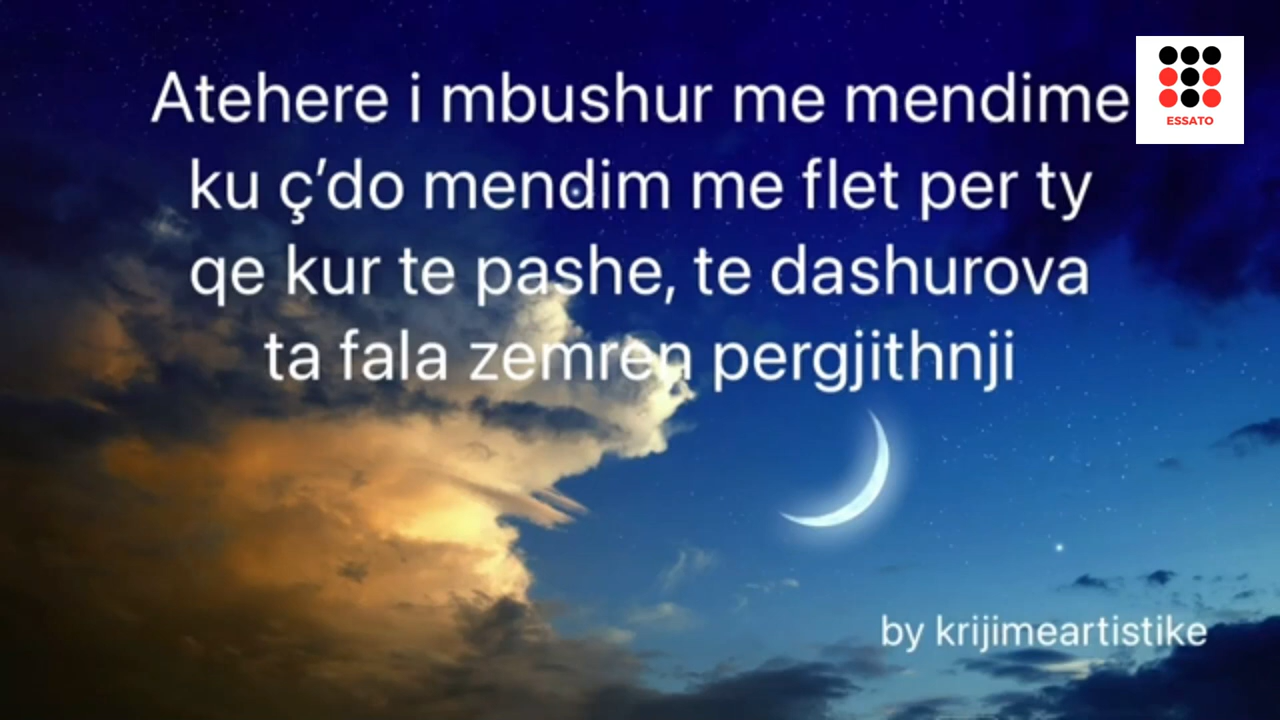 Atehere i mbushur me mendime
ku ç’do mendim me flet per ty
qe kur te pashe, te dashurova
ta fala zemren pergjithnji
by krijimeartistike
ESSATO